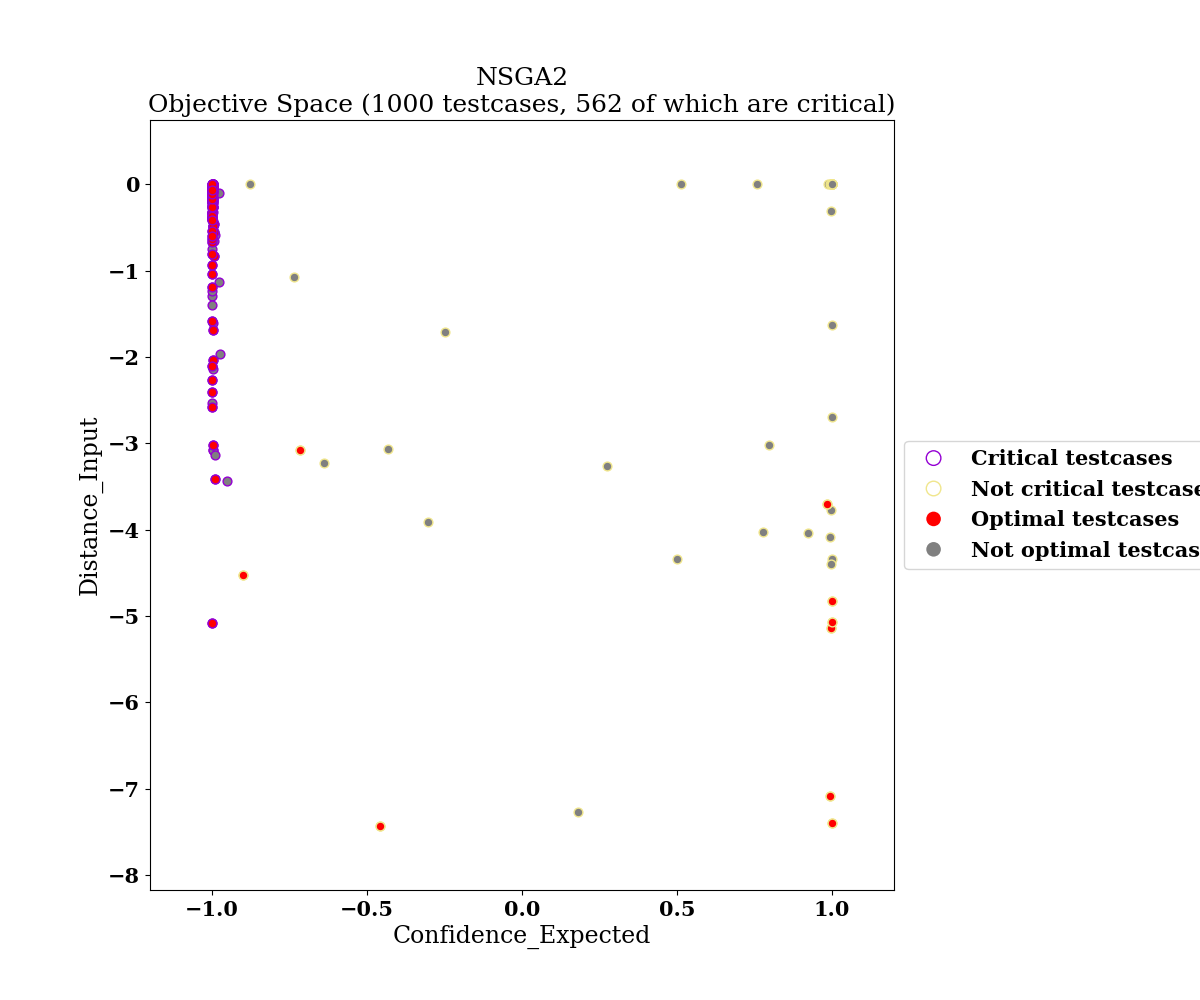 NSGA2
Objective Space (1000 testcases, 562 of which are critical)
0
−1
−2
−3
−4
−5
−6
−7
−8
Distance_Input
−1.0
−0.5
0.0
0.5
1.0
Confidence_Expected
Critical testcases
Not critical testcase
Optimal testcases
Not optimal testcas